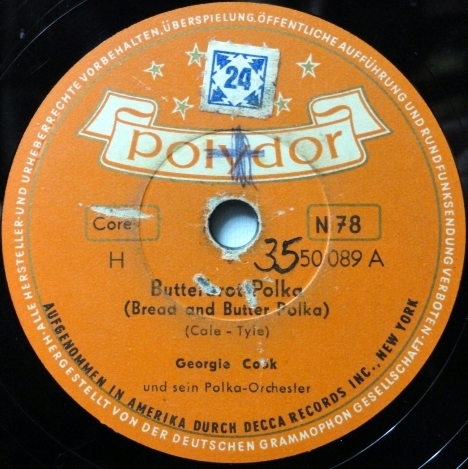 ALLE HERSTELLER- UND URHEBERRECHTE VORBEHALTEN, ÜBERSPIELUNG, ÖFFENTLICHE AUFFÜHRUNG UND RUNDFUNKSENDUNG VERBOTEN.
24
polydor
Core
N 78
H
35
50 089 A
Butterbrot-Polka
(Bread and Butter Polka)
(Cale - Tyle)
Georgie Cook
und sein Polka-Orchester
AUFGENOMMEN IN AMERIKA DURCH DECCA RECORDS INC., NEW YORK
HERGESTELLT VON DER DEUTSCHEN GRAMMOPHON GESELLSCHAFT.